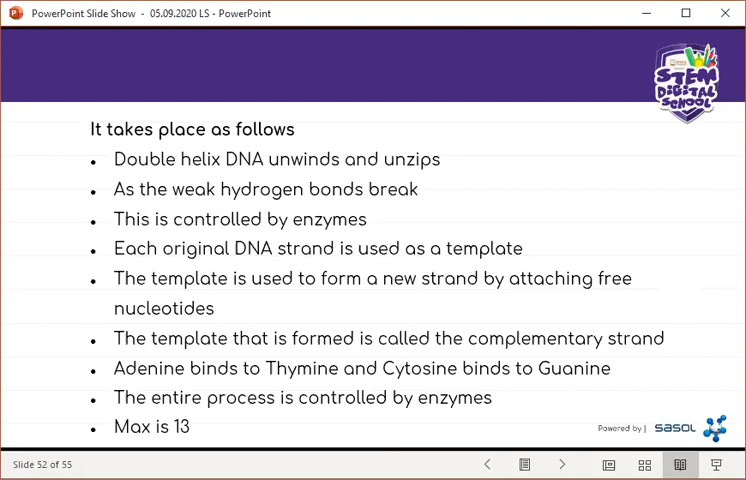 PowerPoint Slide Show - 05.09.2020 LS - PowerPoint
STEM
DIGITAL
SCHOOL
It takes place as follows
• Double helix DNA unwinds and unzips
• As the weak hydrogen bonds break
• This is controlled by enzymes
• Each original DNA strand is used as a template
• The template is used to form a new strand by attaching free
nucleotides
• The template that is formed is called the complementary strand
• Adenine binds to Thymine and Cytosine binds to Guanine
• The entire process is controlled by enzymes
• Max is 13
Powered by | sasol
Slide 52 of 55